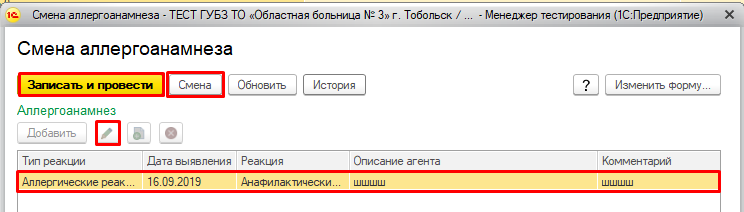 Смена аллергоанамнеза - ТЕСТ ГУБЗ ТО «Областная больница № 3» г. Тобольск / ... - Менеджер тестирования (1С:Предприятие)
Смена аллергоанамнеза
Записать и провести Смена Обновить История ? Изменить форму...
Аллергоанамнез
Добавить
Тип реакции Дата выявления Реакция Описание агента Комментарий
Аллергические реак... 16.09.2019 Анафилактически... шшшш шшшш